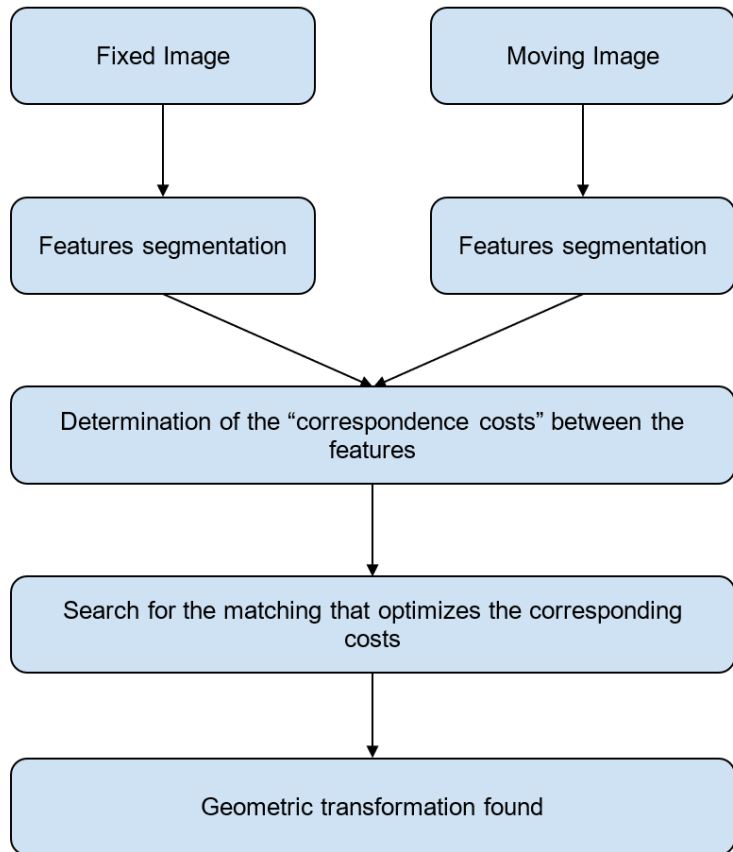 Fixed Image
Moving Image
Features segmentation
Features segmentation
Determination of the “correspondence costs” between the
features
Search for the matching that optimizes the corresponding
costs
Geometric transformation found